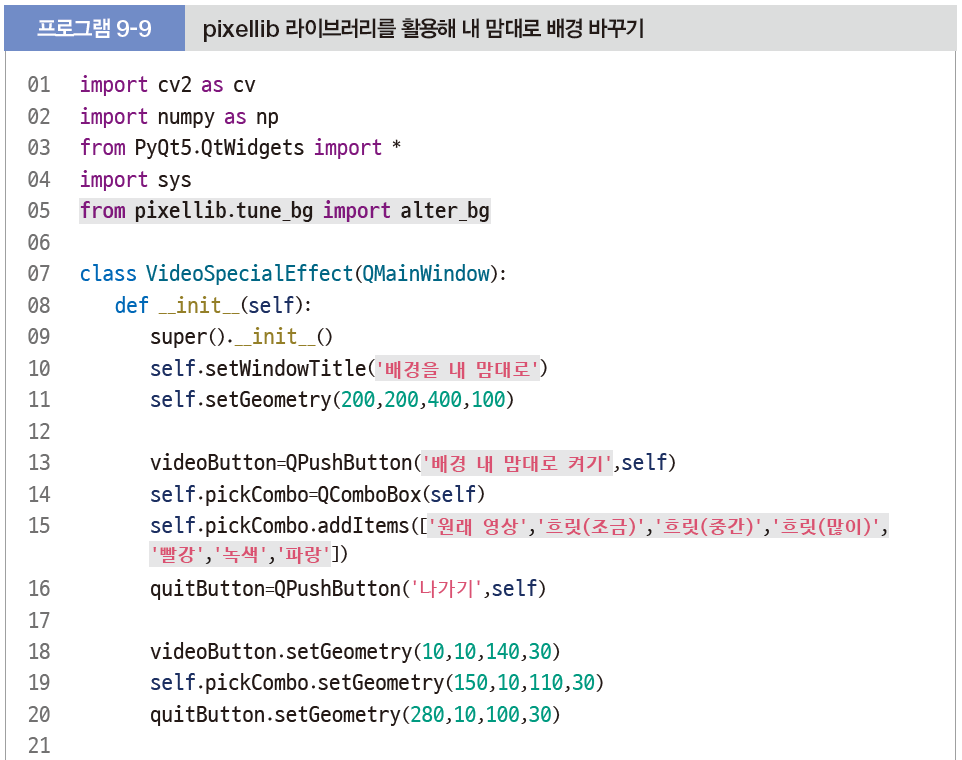 프로그램 9-9 pixellib 라이브러리를 활용해 내 맘대로 배경 바꾸기
01 import cv2 as cv
02 import numpy as np
03 from PyQt5.QtWidgets import *
04 import sys
05 from pixellib.tune_bg import alter_bg
06
07 class VideoSpecialEffect(QMainWindow):
08 def __init__(self):
09 super().__init__()
10 self.setWindowTitle('배경을 내 맘대로')
11 self.setGeometry(200,200,400,100)
12
13 videoButton=QPushButton('배경 내 맘대로 켜기',self)
14 self.pickCombo=QComboBox(self)
15 self.pickCombo.addItems(['원래 영상','흐릿(조금)','흐릿(중간)','흐릿(많이)',
'빨강','녹색','파랑'])
16 quitButton=QPushButton('나가기',self)
17
18 videoButton.setGeometry(10,10,140,30)
19 self.pickCombo.setGeometry(150,10,110,30)
20 quitButton.setGeometry(280,10,100,30)
21